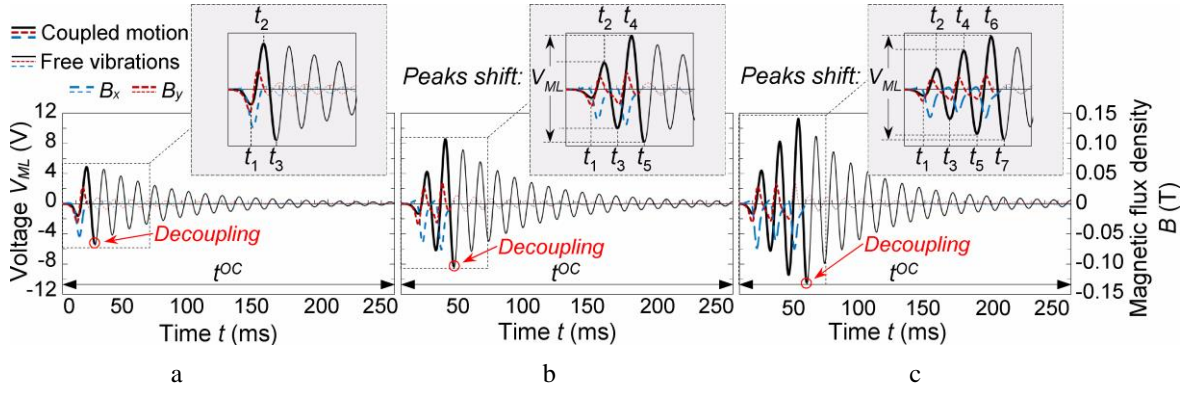 Coupled motion
Free vibrations
Bx By
t2
t1 t3
Peaks shift: VML
t2 t4
t1 t3 t5
Peaks shift: VML
t2 t4 t6
t1 t3 t5 t7
Voltage VML (V)
12
8
4
0
-4
-8
-12
Decoupling
tOC
0 50 100 150 200 250
Time t (ms)
Decoupling
tOC
50 100 150 200 250
Time t (ms)
Decoupling
tOC
0 50 100 150 200 250
Time t (ms)
0.15
0.10
0.05
0
-0.05
-0.10
-0.15
Magnetic flux density
B (T)
a b c